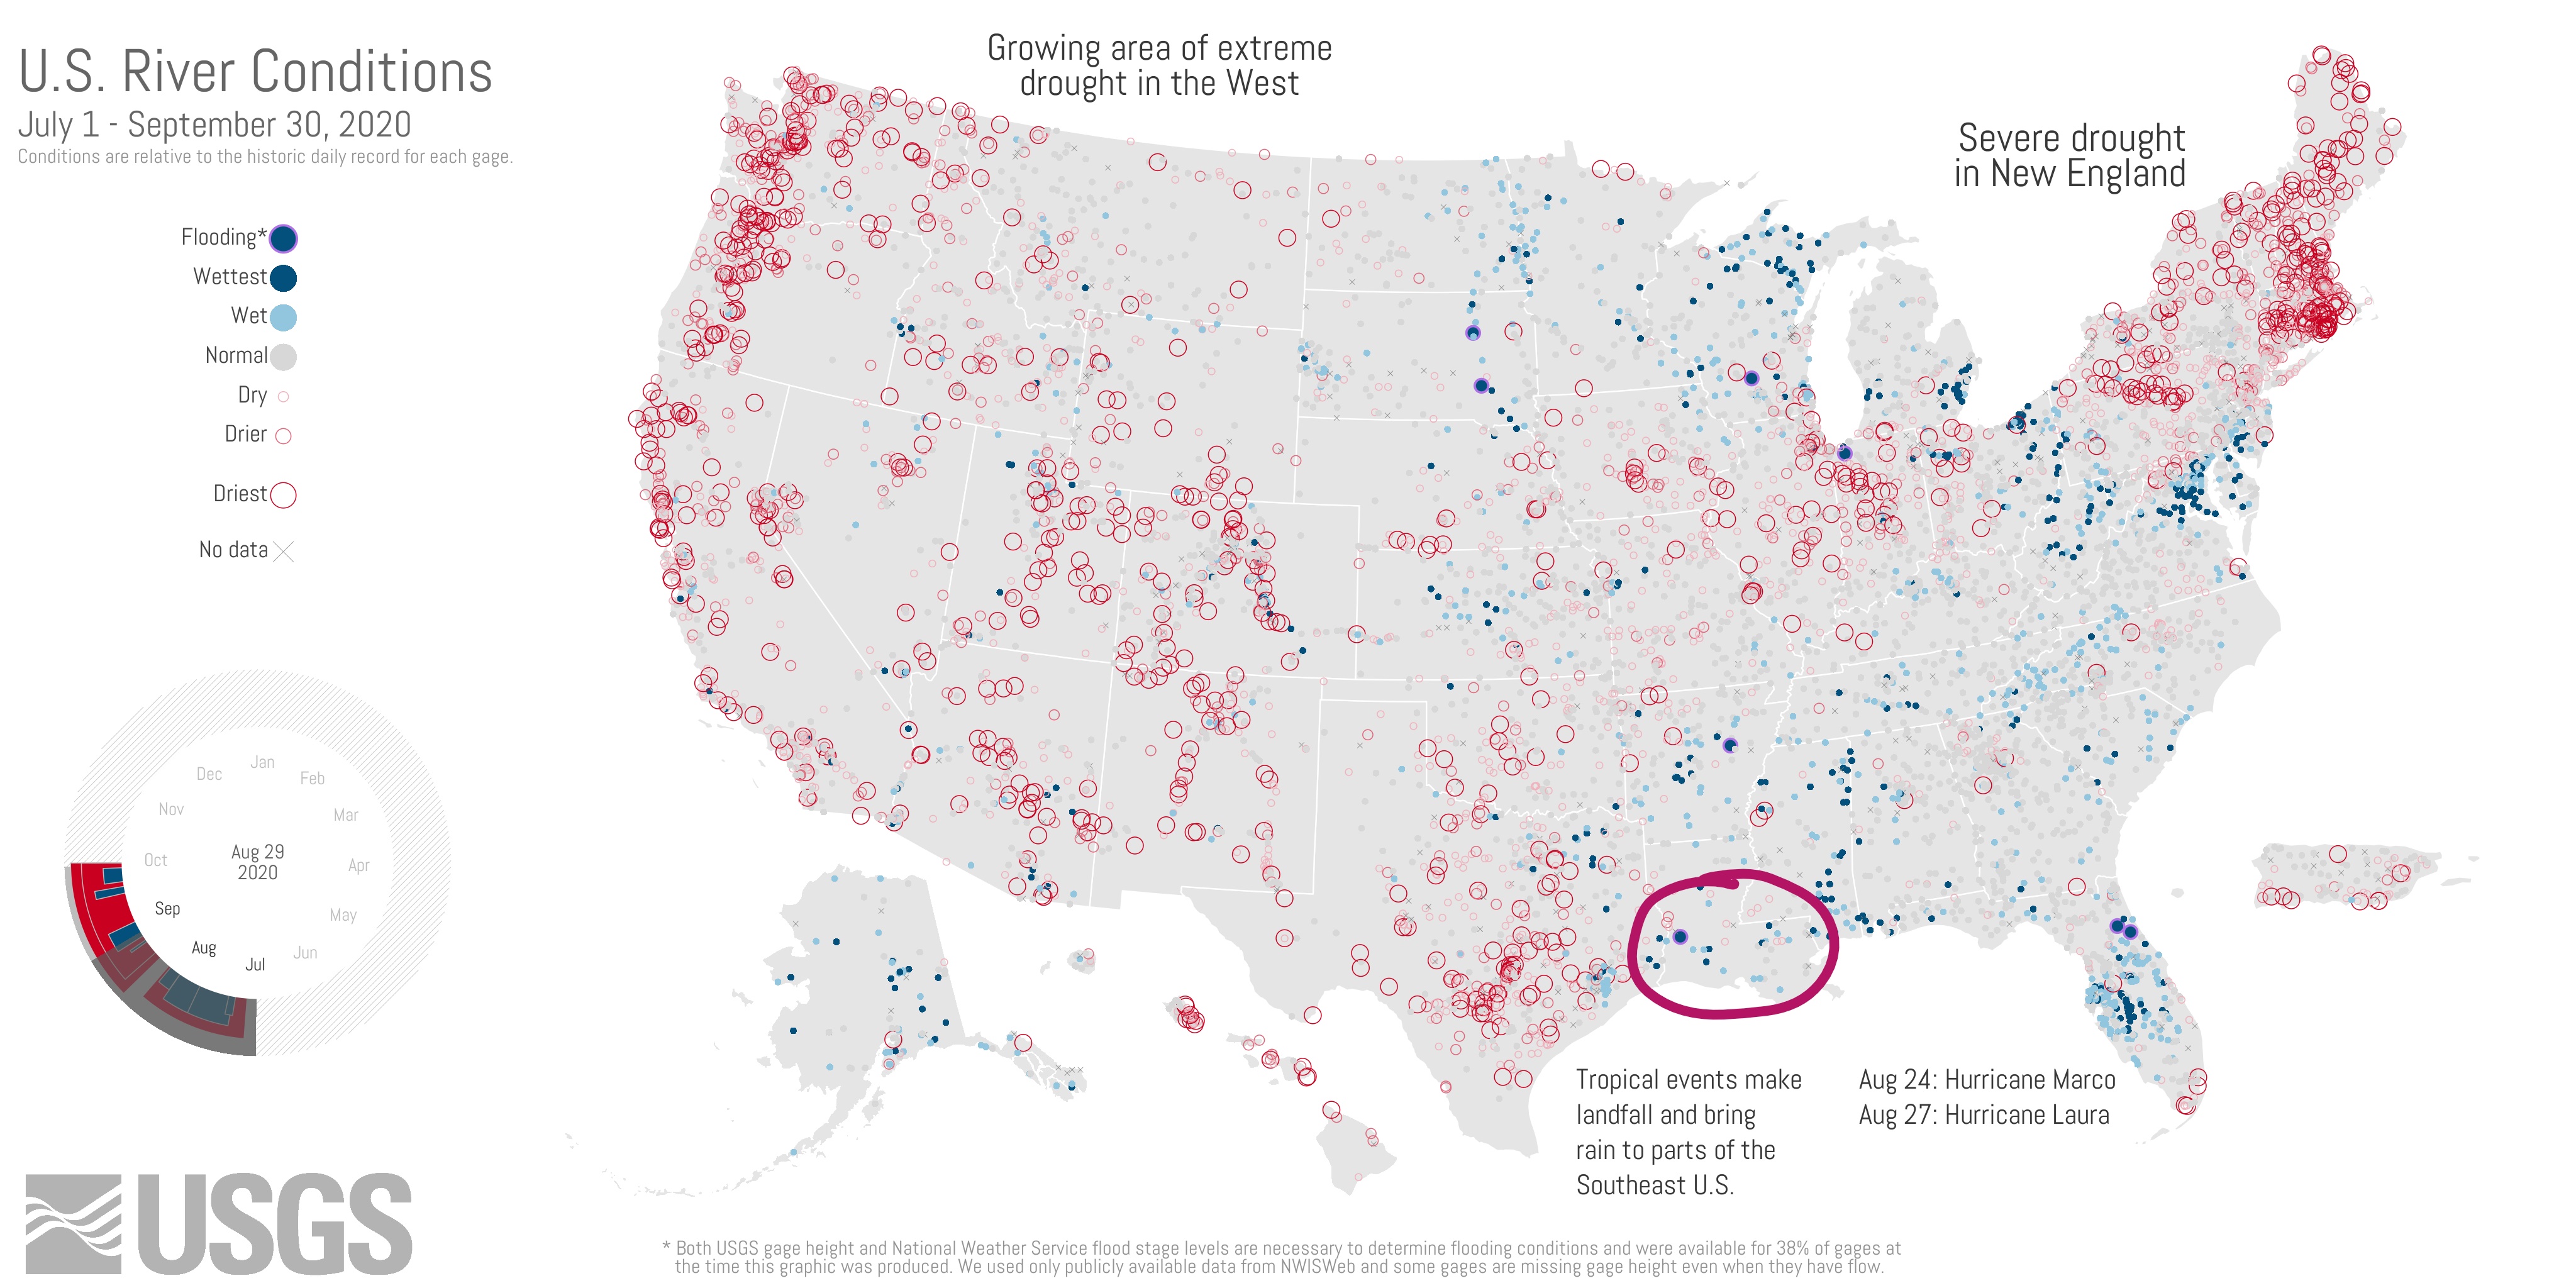 U.S. River Conditions
July 1 - September 30, 2020
Conditions are relative to the historic daily record for each gage.
Growing area of extreme
drought in the West
Severe drought
in New England
Flooding*
Wettest
Wet
Normal
Dry
Drier
Driest
No data
Jan
Feb
Mar
Apr
May
Jun
Jul
Aug
Sep
Oct
Nov
Dec
Aug 29
2020
Tropical events make
landfall and bring
rain to parts of the
Southeast U.S.
Aug 24: Hurricane Marco
Aug 27: Hurricane Laura
USGS
* Both USGS gage height and National Weather Service flood stage levels are necessary to determine flooding conditions and were available for 38% of gages at
the time this graphic was produced. We used only publicly available data from NWISWeb and some gages are missing gage height even when they have flow.